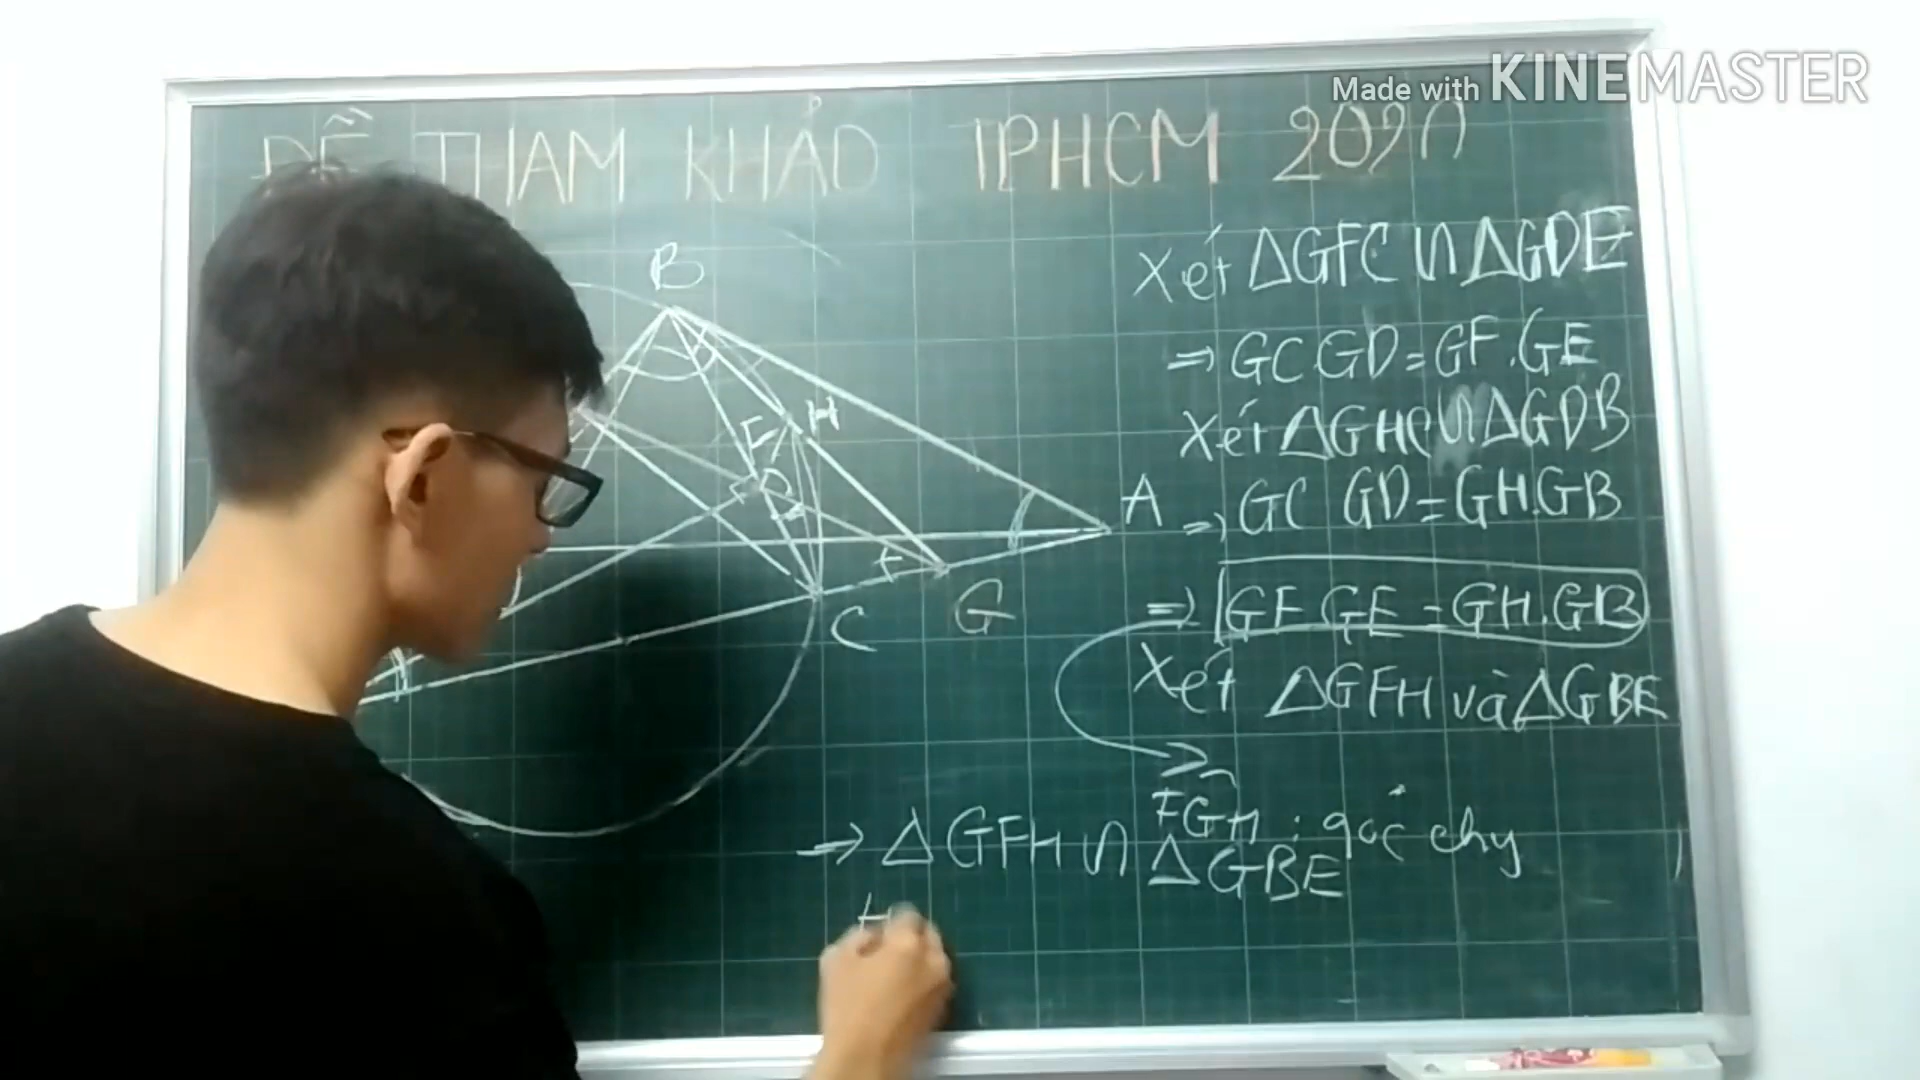 Made with KINEMASTER
ĐỀ THAM KHẢO TPHCM 2020
Xét ΔGFC ∽ ΔGDE
⇒ GC.GD = GF.GE
Xét ΔGHC ∽ ΔGDB
⇒ GC GD = GH.GB
⇒ GF GE = GH.GB
Xét ΔGFH và ΔGBE
FGH : góc chg
→ ΔGFH ∽ ΔGBE
B
H
F
A
C
G